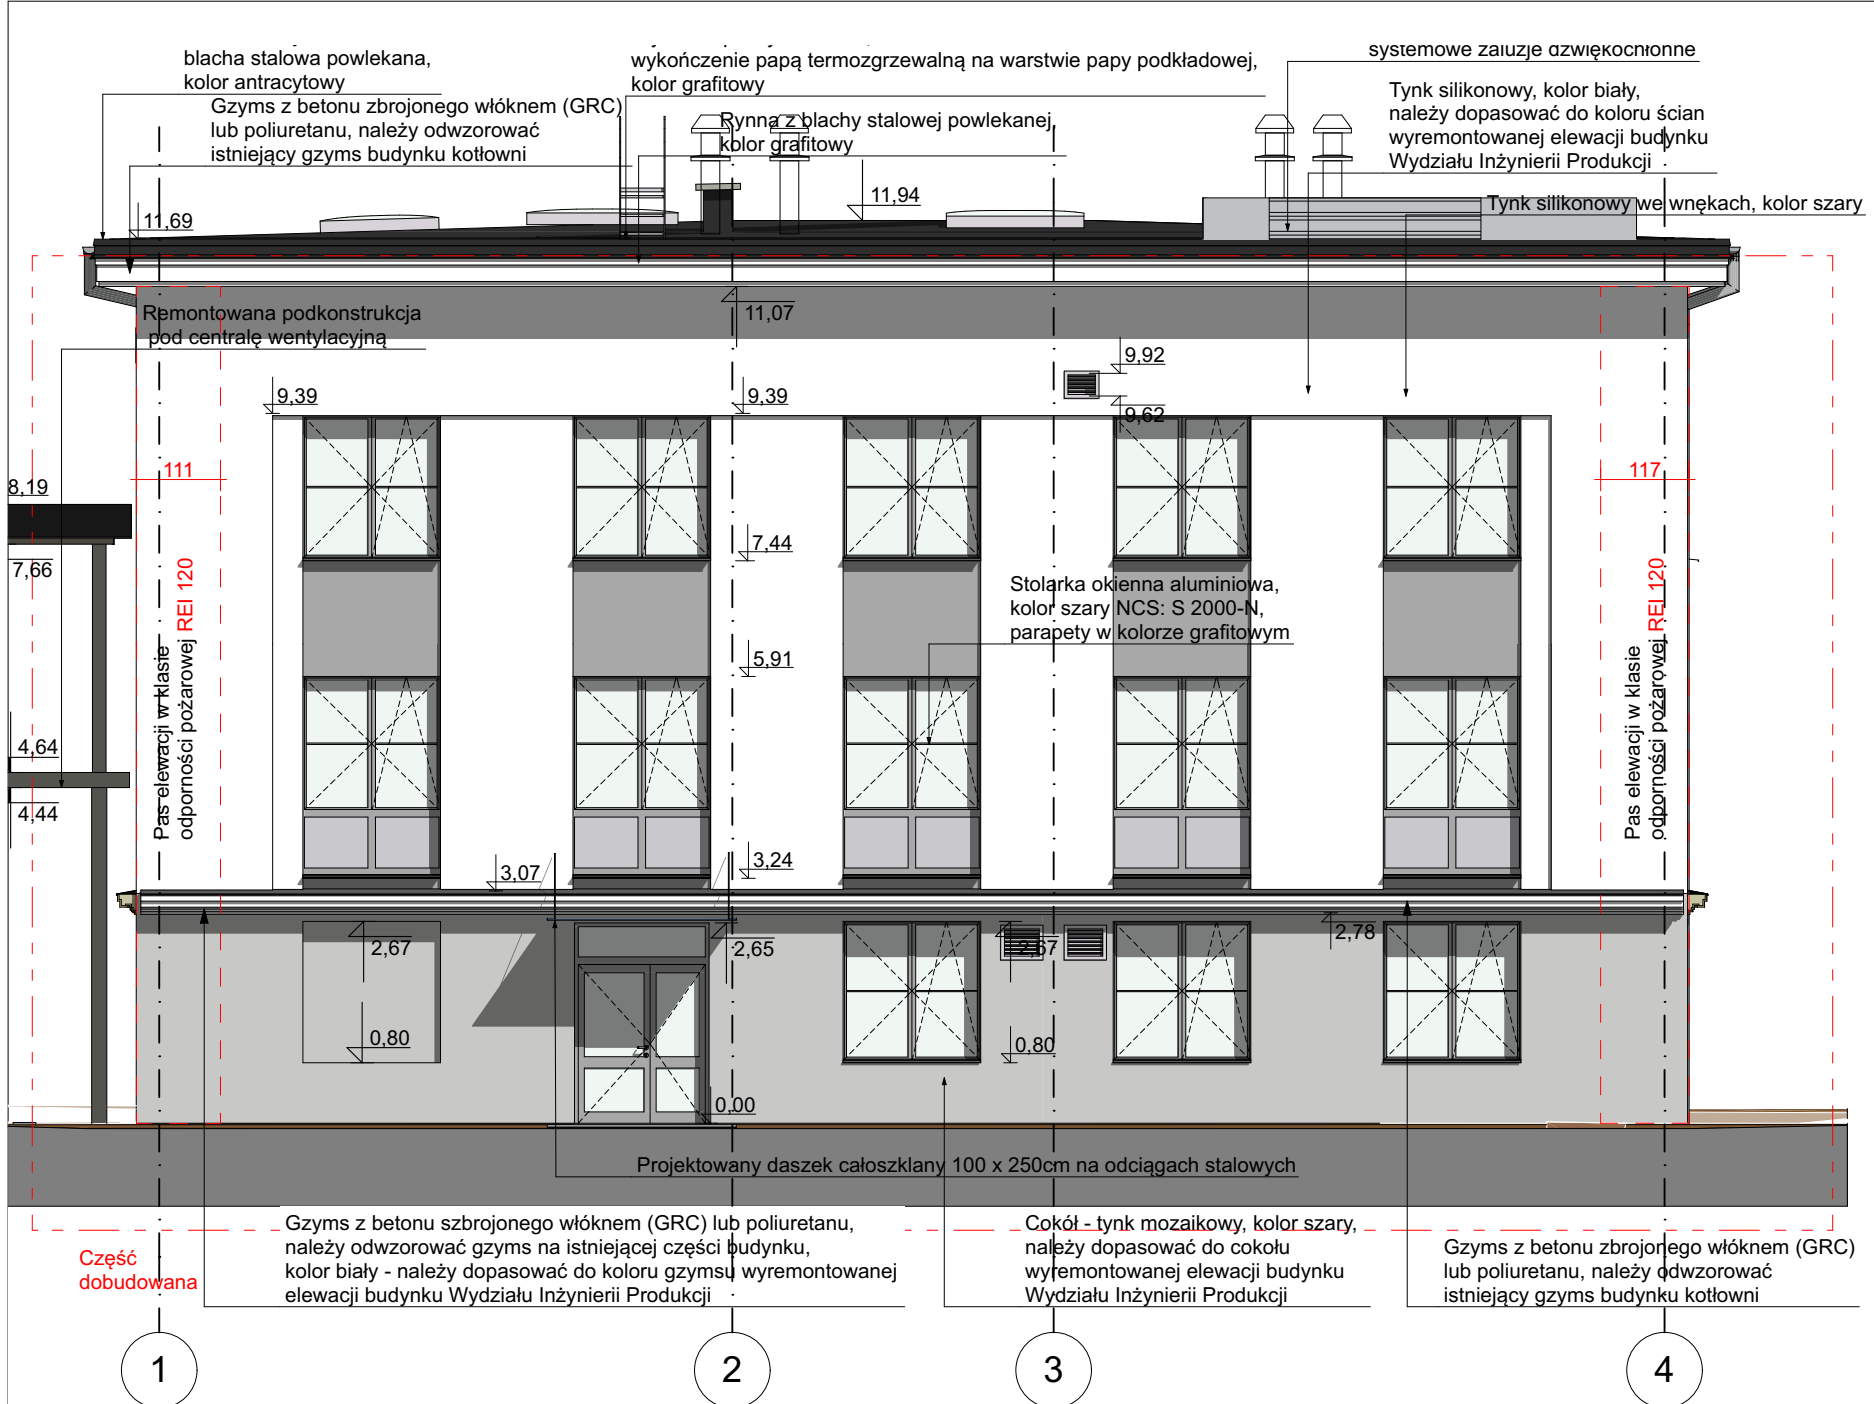 blacha stalowa powlekana,
kolor antracytowy
wykończenie papą termozgrzewalną na warstwie papy podkładowej,
kolor grafitowy
systemowe żaluzje dźwiękochłonne
Gzyms z betonu zbrojonego włóknem (GRC)
lub poliuretanu, należy odwzorować
istniejący gzyms budynku kotłowni
Rynna z blachy stalowej powlekanej,
kolor grafitowy
Tynk silikonowy, kolor biały,
należy dopasować do koloru ścian
wyremontowanej elewacji budynku
Wydziału Inżynierii Produkcji
Tynk silikonowy we wnękach, kolor szary
11,69
11,94
Remontowana podkonstrukcja
pod centralę wentylacyjną
11,07
9,92
9,62
9,39
9,39
111
117
8,19
7,66
7,44
Stolarka okienna aluminiowa,
kolor szary NCS: S 2000-N,
parapety w kolorze grafitowym
5,91
Pas elewacji w klasie
odporności pożarowej REI 120
Pas elewacji w klasie
odporności pożarowej REI 120
4,64
4,44
3,07
3,24
2,67
2,65
2,67
2,78
0,80
0,80
0,00
Projektowany daszek całoszklany 100 x 250cm na odciągach stalowych
Część
dobudowana
Gzyms z betonu szbrojonego włóknem (GRC) lub poliuretanu,
należy odwzorować gzyms na istniejącej części budynku,
kolor biały - należy dopasować do koloru gzymsu wyremontowanej
elewacji budynku Wydziału Inżynierii Produkcji
Cokół - tynk mozaikowy, kolor szary,
należy dopasować do cokołu
wyremontowanej elewacji budynku
Wydziału Inżynierii Produkcji
Gzyms z betonu zbrojonego włóknem (GRC)
lub poliuretanu, należy odwzorować
istniejący gzyms budynku kotłowni
1
2
3
4